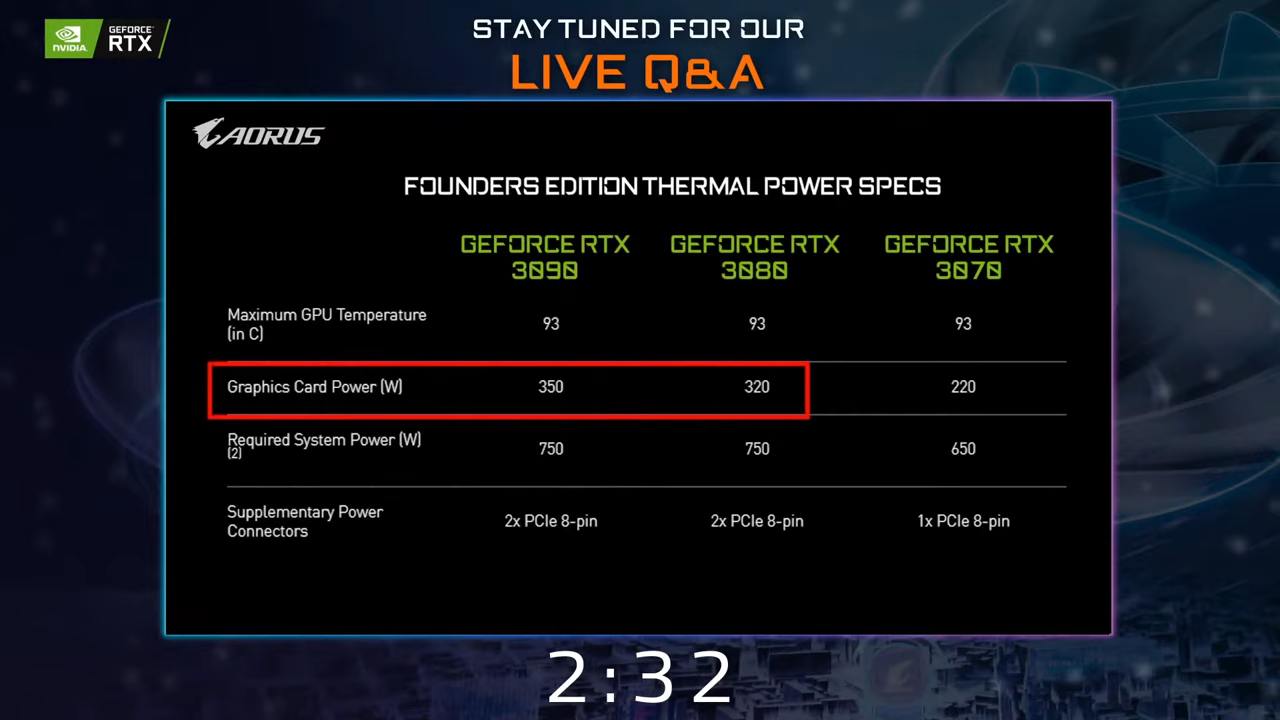 NVIDIA.
GEFORCE
RTX
STAY TUNED FOR OUR
LIVE Q&A
AORUS
FOUNDERS EDITION THERMAL POWER SPECS
GEFORCE RTX 3090
GEFORCE RTX 3080
GEFORCE RTX 3070
Maximum GPU Temperature
(in C)
93
93
93
Graphics Card Power (W)
350
320
220
Required System Power (W)
(2)
750
750
650
Supplementary Power
Connectors
2x PCIe 8-pin
2x PCIe 8-pin
1x PCIe 8-pin
2:32